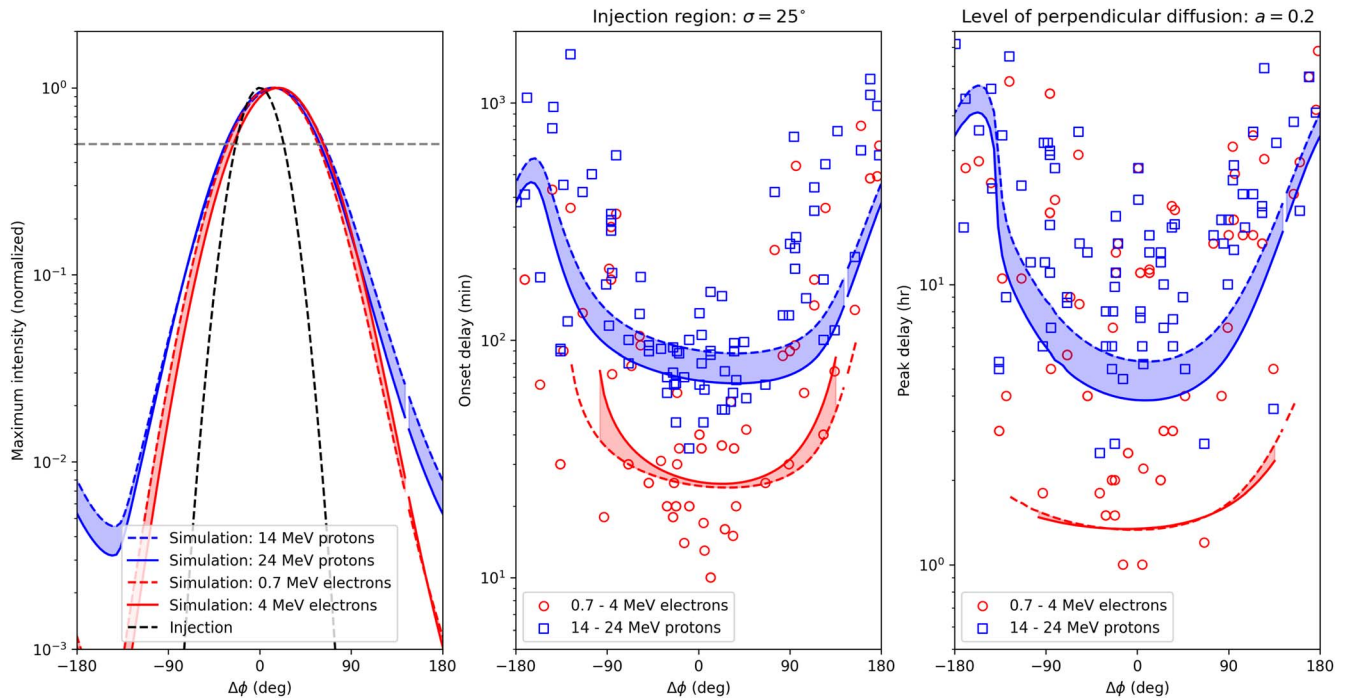 Injection region: σ = 25°
Level of perpendicular diffusion: a = 0.2
Maximum intensity (normalized)
10⁰
10⁻¹
10⁻²
10⁻³
Simulation: 14 MeV protons
Simulation: 24 MeV protons
Simulation: 0.7 MeV electrons
Simulation: 4 MeV electrons
Injection
−180 −90 0 90 180
Δϕ (deg)
Onset delay (min)
10³
10²
10¹
0.7 - 4 MeV electrons
14 - 24 MeV protons
−180 −90 0 90 180
Δϕ (deg)
Peak delay (hr)
10¹
10⁰
0.7 - 4 MeV electrons
14 - 24 MeV protons
−180 −90 0 90 180
Δϕ (deg)